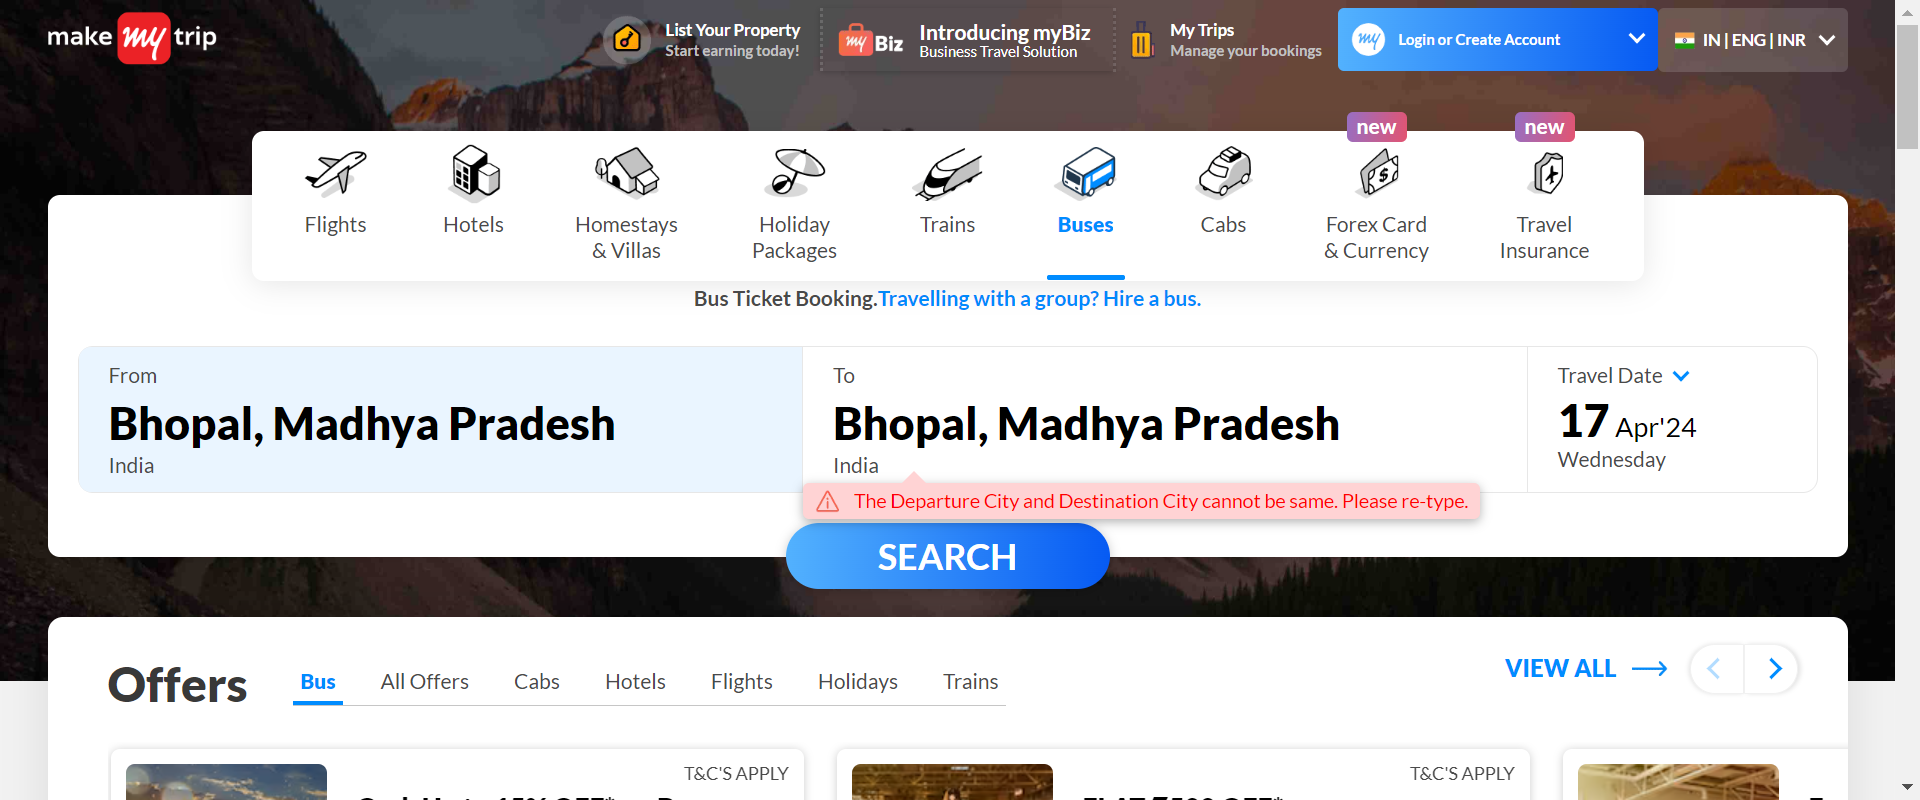 make my trip
List Your Property
Start earning today!
my Biz
Introducing myBiz
Business Travel Solution
My Trips
Manage your bookings
my
Login or Create Account
IN | ENG | INR
new
new
Flights
Hotels
Homestays
& Villas
Holiday
Packages
Trains
Buses
Cabs
Forex Card
& Currency
Travel
Insurance
Bus Ticket Booking.Travelling with a group? Hire a bus.
From
Bhopal, Madhya Pradesh
India
To
Bhopal, Madhya Pradesh
India
Travel Date
17 Apr'24
Wednesday
The Departure City and Destination City cannot be same. Please re-type.
SEARCH
Offers
Bus
All Offers
Cabs
Hotels
Flights
Holidays
Trains
VIEW ALL
T&C'S APPLY
T&C'S APPLY